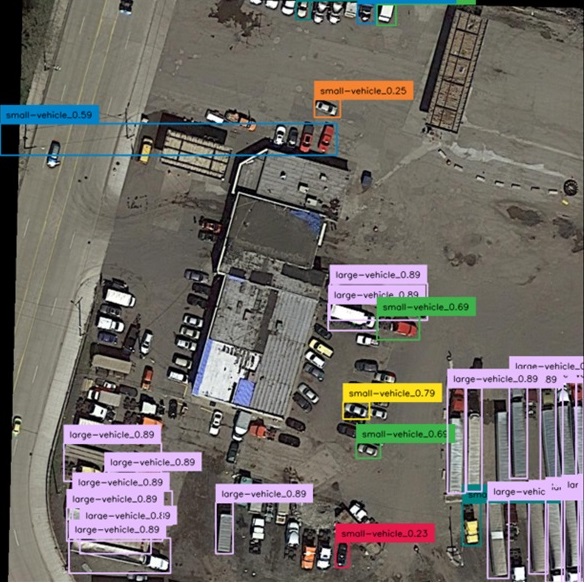 small-vehicle_0.25
small-vehicle_0.59
large-vehicle_0.89
large-vehicle_0.89
small-vehicle_0.69
large-vehicle_0.89 89
small-vehicle_0.79
large-vehicle_0.89
small-vehicle_0.69
large-vehicle_0.89
large-vehicle_0.89
large-vehicle_0.89
large-vehicle_0.89
large-vehicle_0.89
large-vehicle_0.89
small-vehicle_0.23